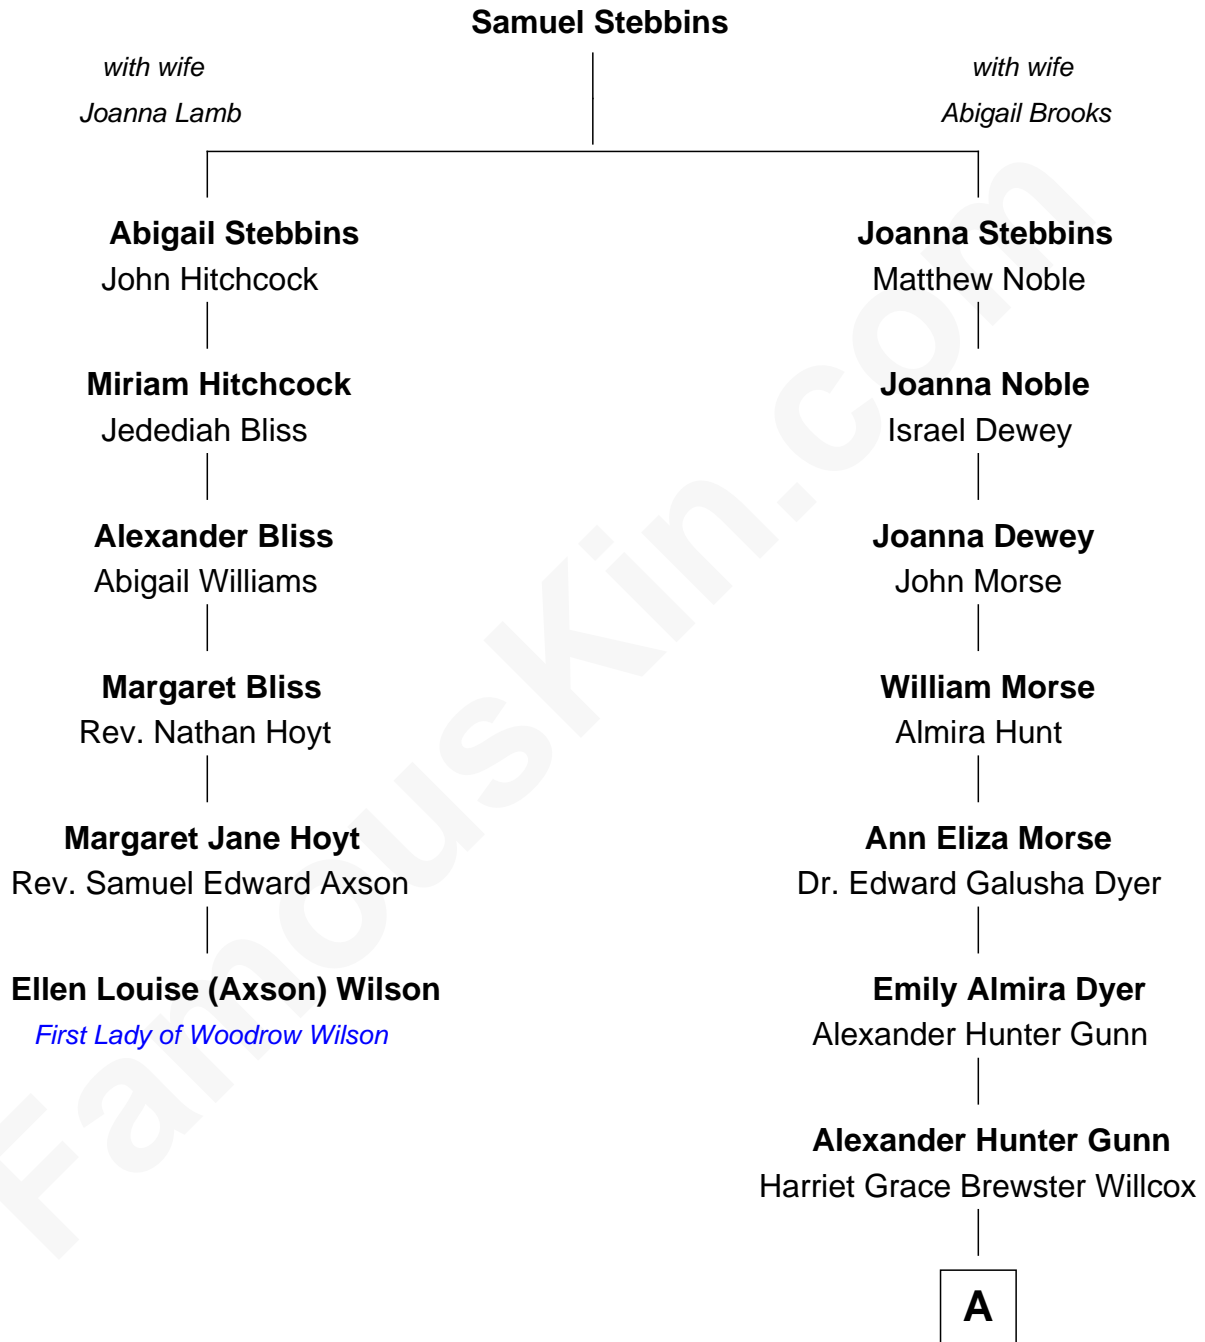 Samuel Stebbins
with wife
Joanna Lamb
with wife
Abigail Brooks
Abigail Stebbins
John Hitchcock
Joanna Stebbins
Matthew Noble
Miriam Hitchcock
Jedediah Bliss
Joanna Noble
Israel Dewey
Alexander Bliss
Abigail Williams
Joanna Dewey
John Morse
Margaret Bliss
Rev. Nathan Hoyt
William Morse
Almira Hunt
Margaret Jane Hoyt
Rev. Samuel Edward Axson
Ann Eliza Morse
Dr. Edward Galusha Dyer
Ellen Louise (Axson) Wilson
First Lady of Woodrow Wilson
Emily Almira Dyer
Alexander Hunter Gunn
Alexander Hunter Gunn
Harriet Grace Brewster Willcox
A
FamousKin.com